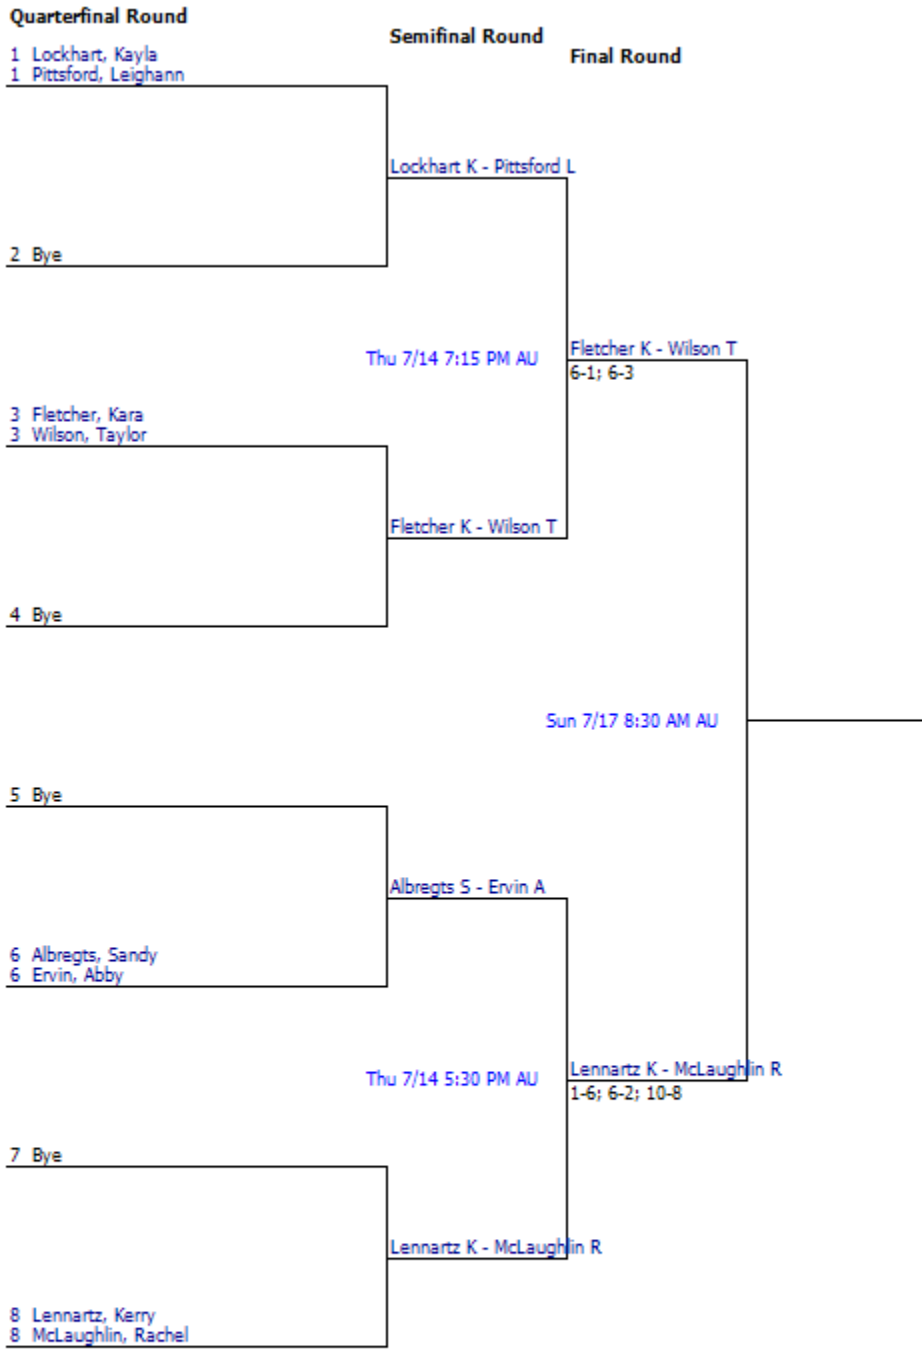 Quarterfinal Round
Semifinal Round
Final Round
1 Lockhart, Kayla
1 Pittsford, Leighann
Lockhart K - Pittsford L
2 Bye
Fletcher K - Wilson T
Thu 7/14 7:15 PM AU
6-1; 6-3
3 Fletcher, Kara
3 Wilson, Taylor
Fletcher K - Wilson T
4 Bye
Sun 7/17 8:30 AM AU
5 Bye
Albregts S - Ervin A
6 Albregts, Sandy
6 Ervin, Abby
Lennartz K - McLaughlin R
Thu 7/14 5:30 PM AU
1-6; 6-2; 10-8
7 Bye
Lennartz K - McLaughlin R
8 Lennartz, Kerry
8 McLaughlin, Rachel